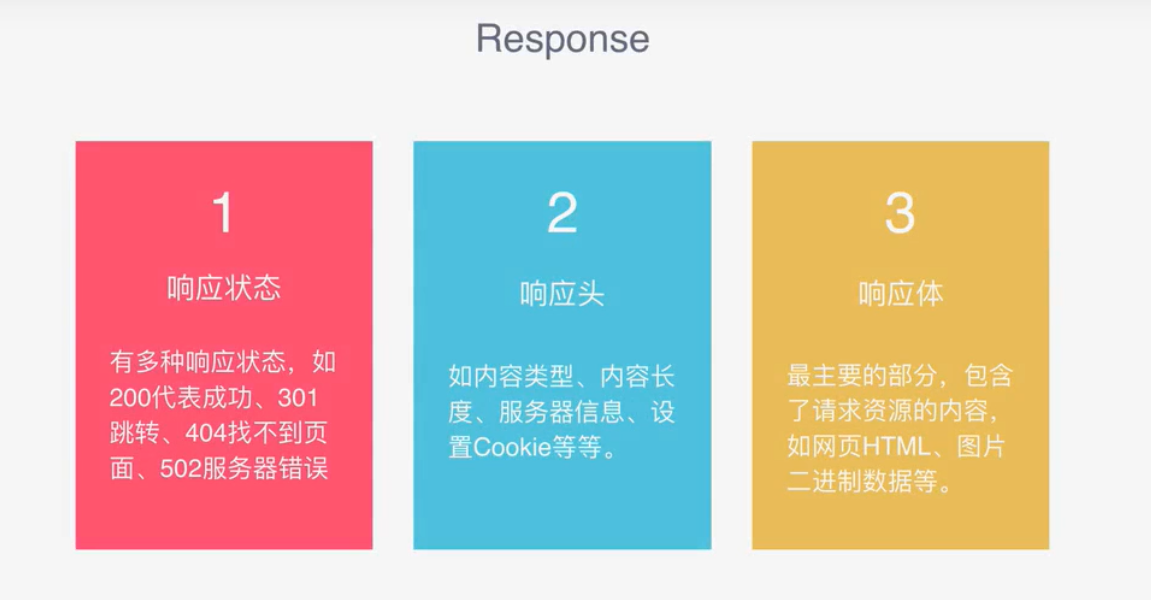 Response
1
响应状态
有多种响应状态，如
200代表成功、301
跳转、404找不到页
面、502服务器错误
2
响应头
如内容类型、内容长
度、服务器信息、设
置Cookie等等。
3
响应体
最主要的部分，包含
了请求资源的内容，
如网页HTML、图片
二进制数据等。